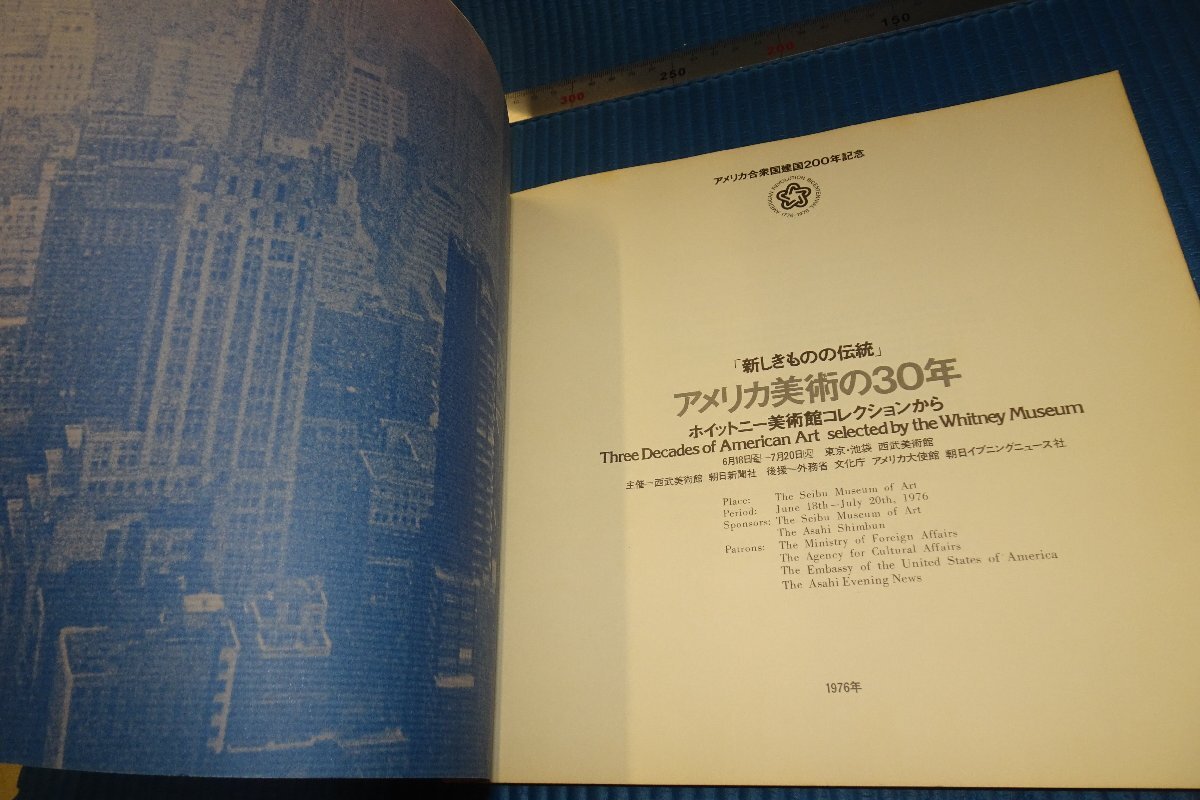 300
250
200
150
アメリカ合衆国建国200年記念
AMERICAN REVOLUTION BICENTENNIAL 1776-1976
「新しきものの伝統」
アメリカ美術の30年
ホイットニー美術館コレクションから
Three Decades of American Art selected by the Whitney Museum
6月18日㊎−7月20日㊋ 東京・池袋 西武美術館
主催−西武美術館 朝日新聞社 後援−外務省 文化庁 アメリカ大使館 朝日イブニングニュース社
Place: The Seibu Museum of Art
Period: June 18th−July 20th, 1976
Sponsors: The Seibu Museum of Art
The Asahi Shimbun
Patrons: The Ministry of Foreign Affairs
The Agency for Cultural Affairs
The Embassy of the United States of America
The Asahi Evening News
1976年